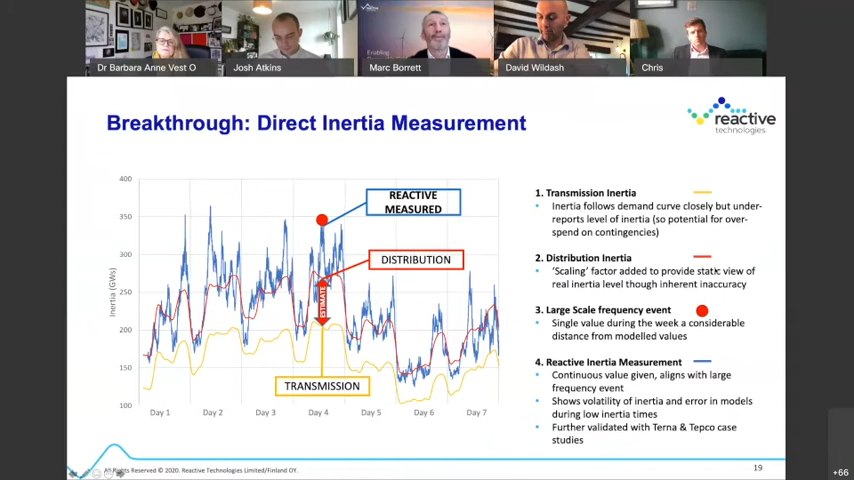 Enabling
Dr Barbara Anne Vest O
Josh Atkins
Marc Borrett
David Wildash
Chris
Breakthrough: Direct Inertia Measurement
reactive
technologies
400
350
300
250
200
150
100
Inertia (GWs)
Day 1
Day 2
Day 3
Day 4
Day 5
Day 6
Day 7
REACTIVE
MEASURED
DISTRIBUTION
ESTIMATE
TRANSMISSION
1. Transmission Inertia
• Inertia follows demand curve closely but under-
reports level of inertia (so potential for over-
spend on contingencies)
2. Distribution Inertia
• ‘Scaling’ factor added to provide static view of
real inertia level though inherent inaccuracy
3. Large Scale frequency event
• Single value during the week a considerable
distance from modelled values
4. Reactive Inertia Measurement
• Continuous value given, aligns with large
frequency event
• Shows volatility of inertia and error in models
during low inertia times
• Further validated with Terna & Tepco case
studies
All Rights Reserved © 2020. Reactive Technologies Limited/Finland OY.
19
+66